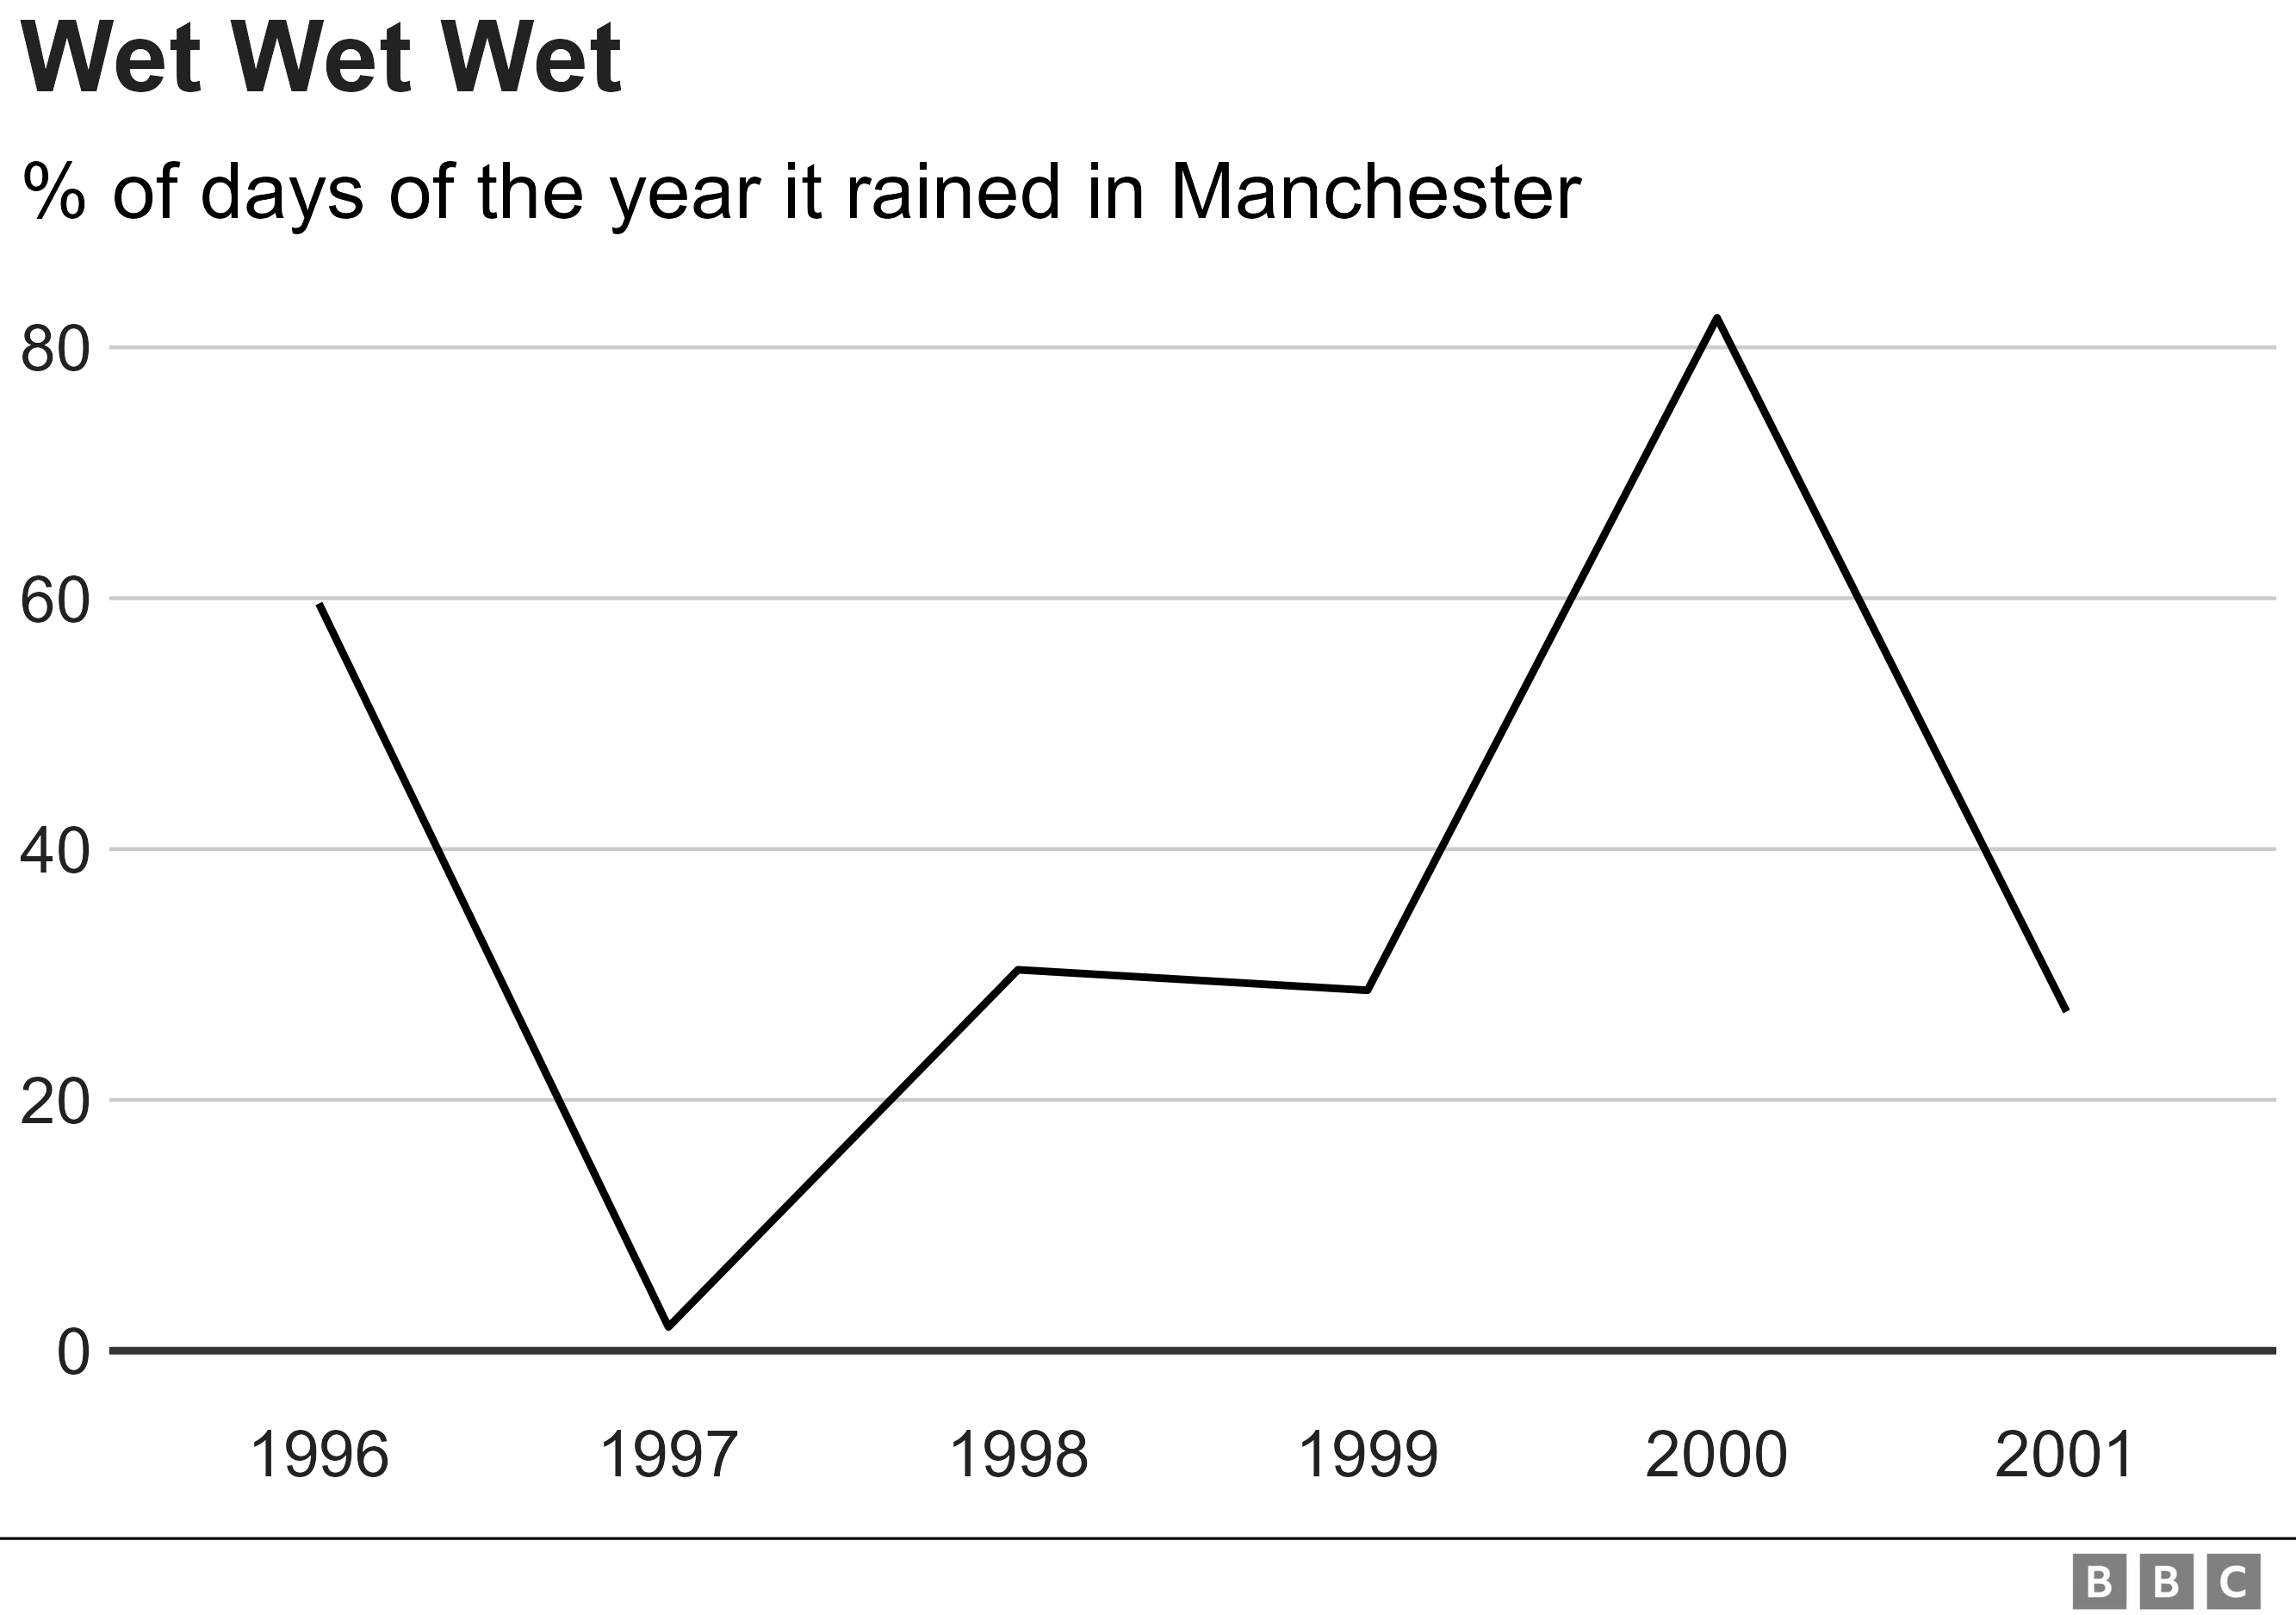 Wet Wet Wet
% of days of the year it rained in Manchester
80
60
40
20
0
1996 1997 1998 1999 2000 2001
BBC